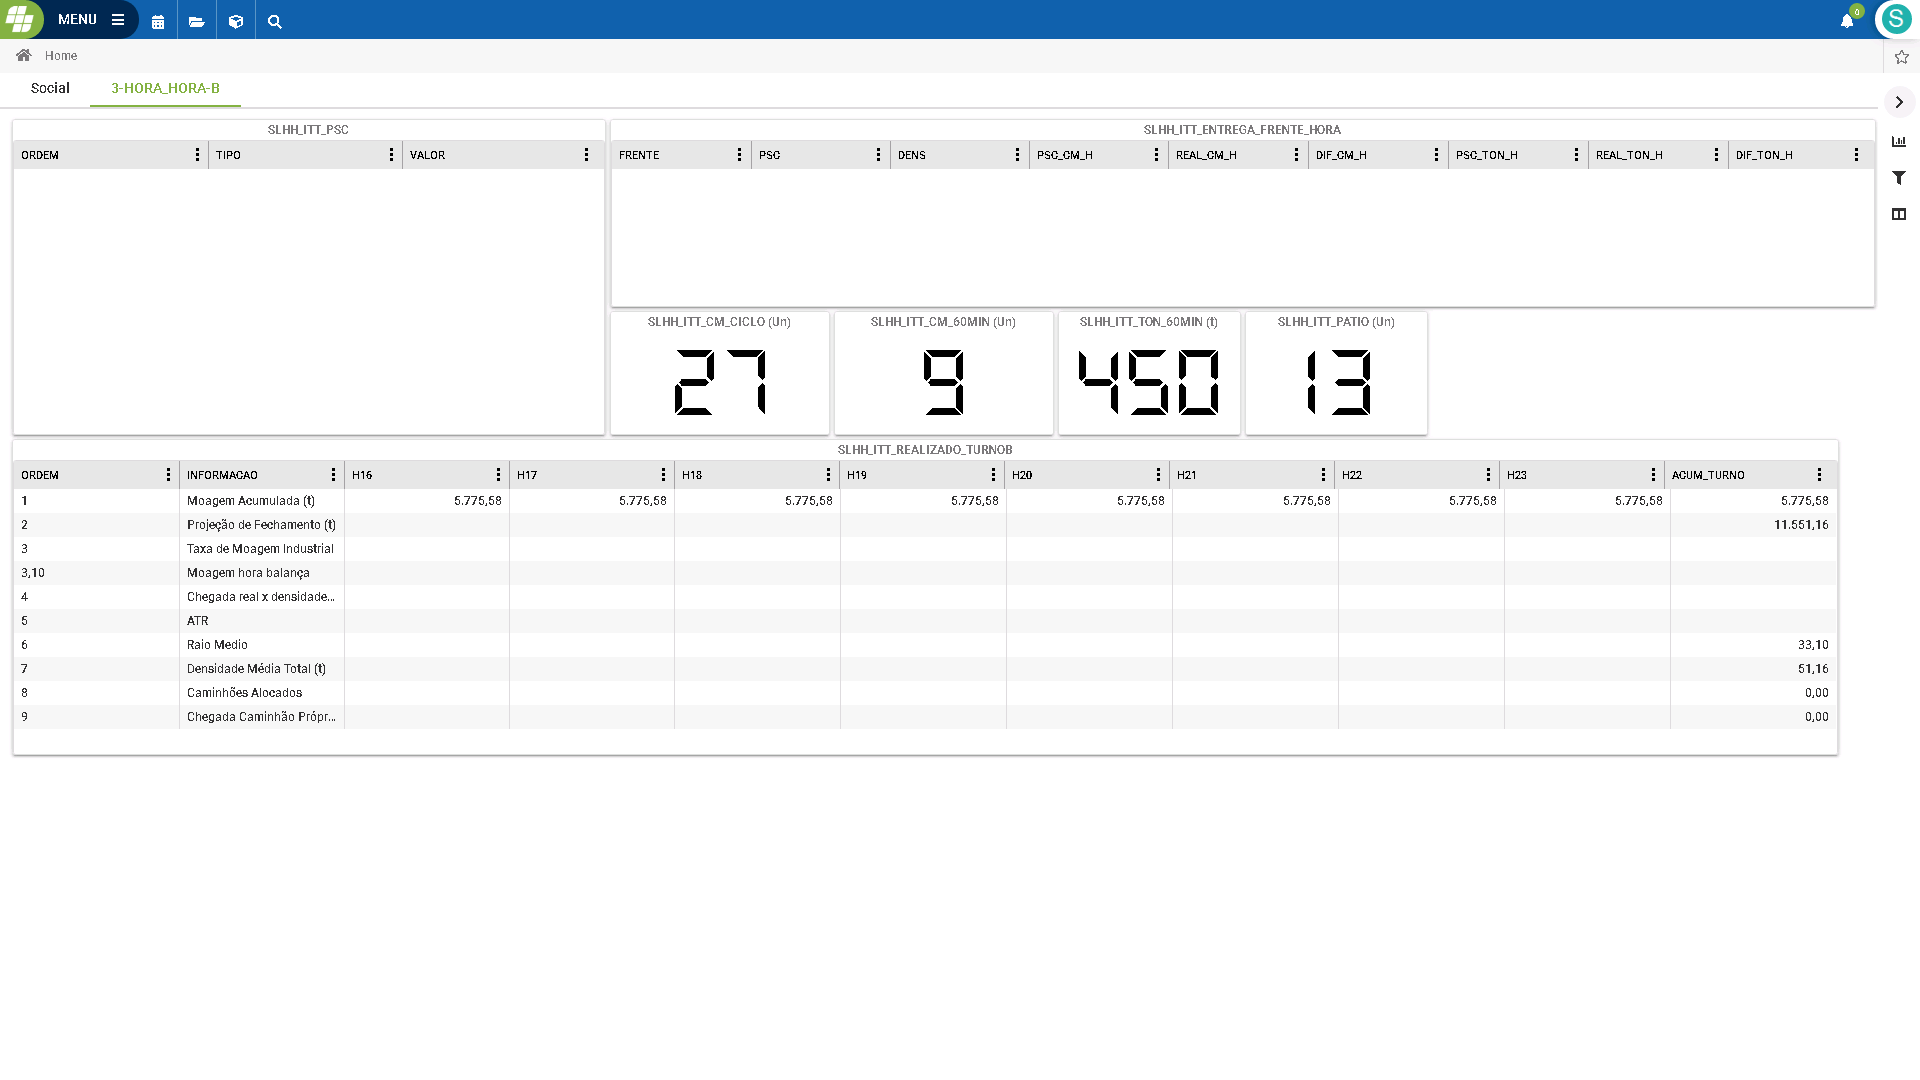 MENU
0
S
Home
Social
3-HORA_HORA-B
SLHH_ITT_PSC
ORDEM TIPO VALOR
SLHH_ITT_ENTREGA_FRENTE_HORA
FRENTE PSC DENS PSC_CM_H REAL_CM_H DIF_CM_H PSC_TON_H REAL_TON_H DIF_TON_H
SLHH_ITT_CM_CICLO (Un)
27
SLHH_ITT_CM_60MIN (Un)
9
SLHH_ITT_TON_60MIN (t)
450
SLHH_ITT_PATIO (Un)
13
SLHH_ITT_REALIZADO_TURNOB
ORDEM INFORMACAO H16 H17 H18 H19 H20 H21 H22 H23 ACUM_TURNO
1 Moagem Acumulada (t) 5.775,58 5.775,58 5.775,58 5.775,58 5.775,58 5.775,58 5.775,58 5.775,58 5.775,58
2 Projeção de Fechamento (t) 11.551,16
3 Taxa de Moagem Industrial
3,10 Moagem hora balança
4 Chegada real x densidade...
5 ATR
6 Raio Medio 33,10
7 Densidade Média Total (t) 51,16
8 Caminhões Alocados 0,00
9 Chegada Caminhão Própr... 0,00